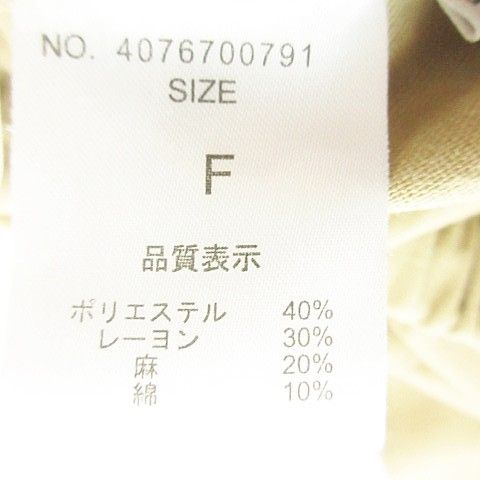 NO. 4076700791
SIZE
F
品質表示
ポリエステル 40%
レーヨン 30%
麻 20%
綿 10%